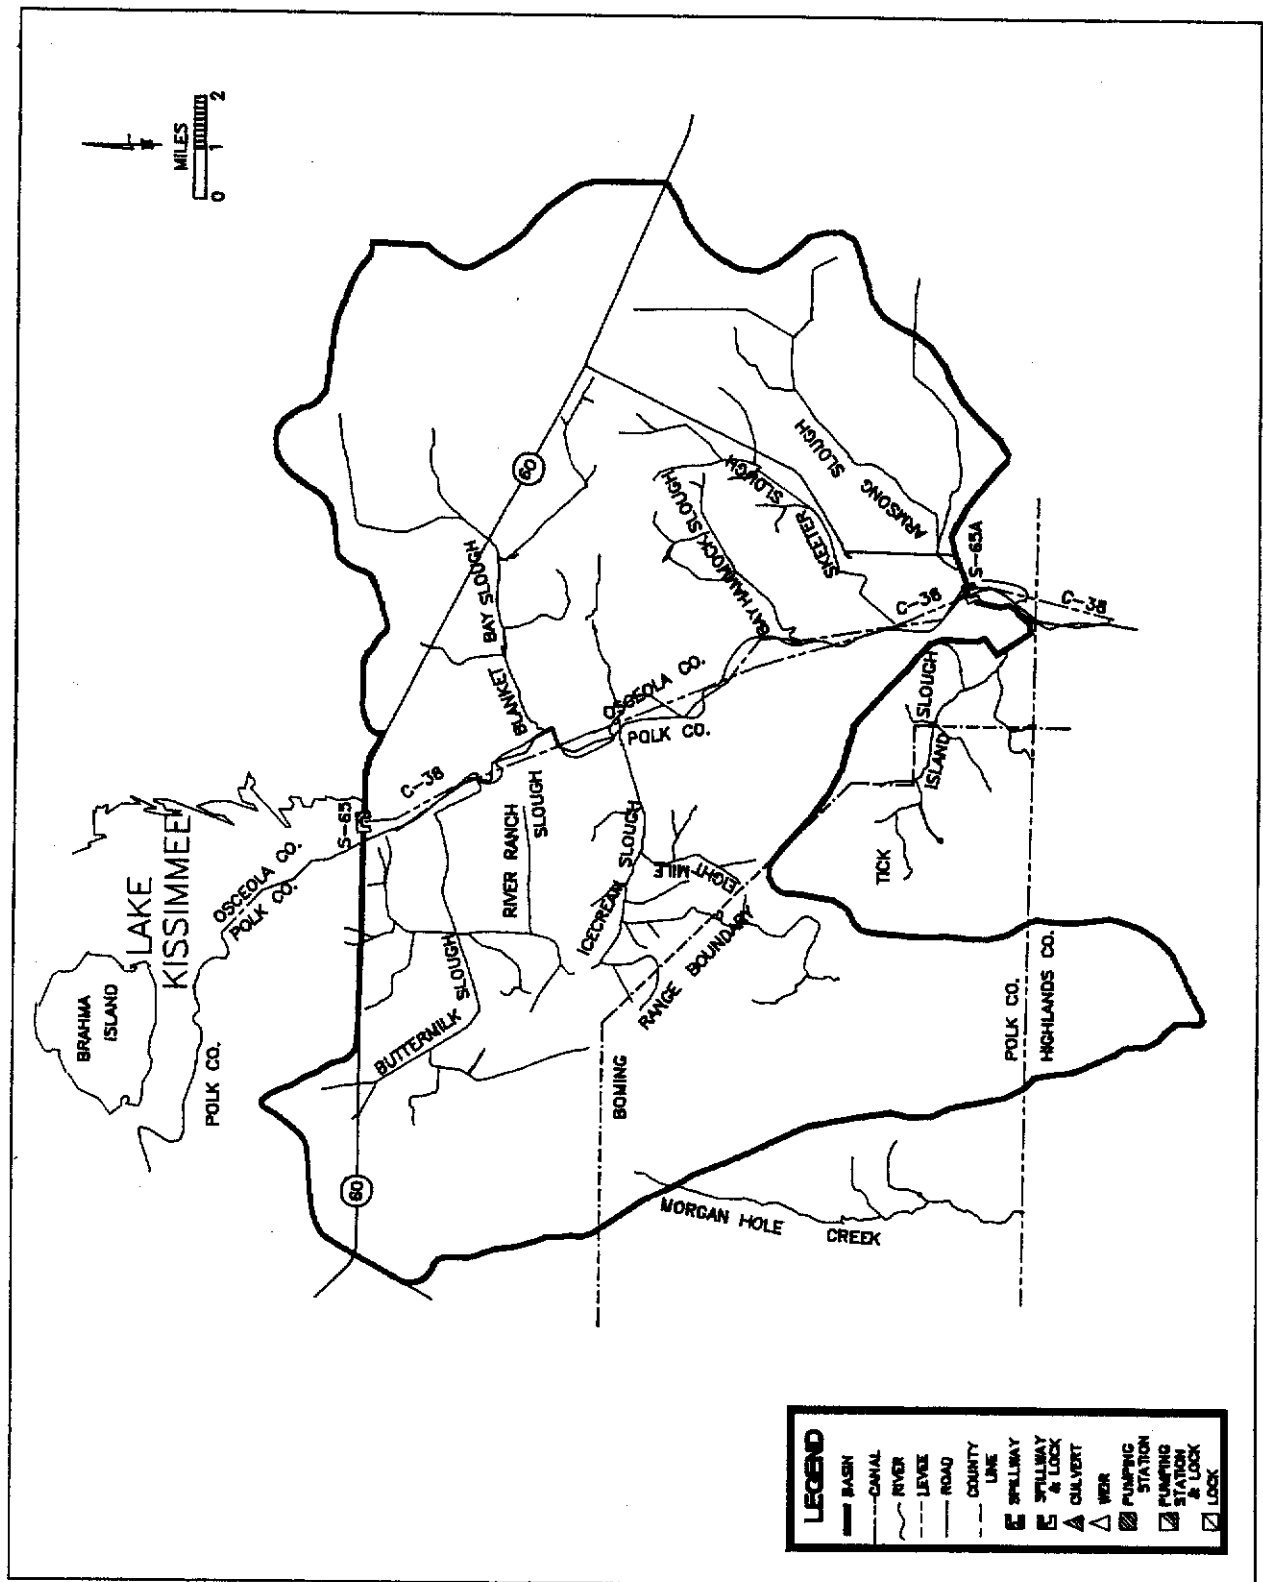 MILES
0 1 2
BRAHMA
ISLAND
LAKE
KISSIMMEE
OSCEOLA CO.
POLK CO.
POLK CO.
S-65
C-38
60
60
BLANKET BAY SLOUGH
BUTTERMILK SLOUGH
RIVER RANCH
SLOUGH
OSCEOLA CO.
POLK CO.
ICECREAM SLOUGH
EIGHT MILE
BOMING
RANGE BOUNDARY
BAY HAMMOCK SLOUGH
SKEETER SLOUGH
ARMSONG SLOUGH
C-38
S-65A
C-38
TICK
ISLAND
SLOUGH
MORGAN HOLE
CREEK
POLK CO.
HIGHLANDS CO.
LEGEND
BASIN
CANAL
RIVER
LEVEE
ROAD
COUNTY
LINE
SPILLWAY
SPILLWAY
& LOCK
CULVERT
WEIR
PUMPING
STATION
PUMPING
STATION
& LOCK
LOCK